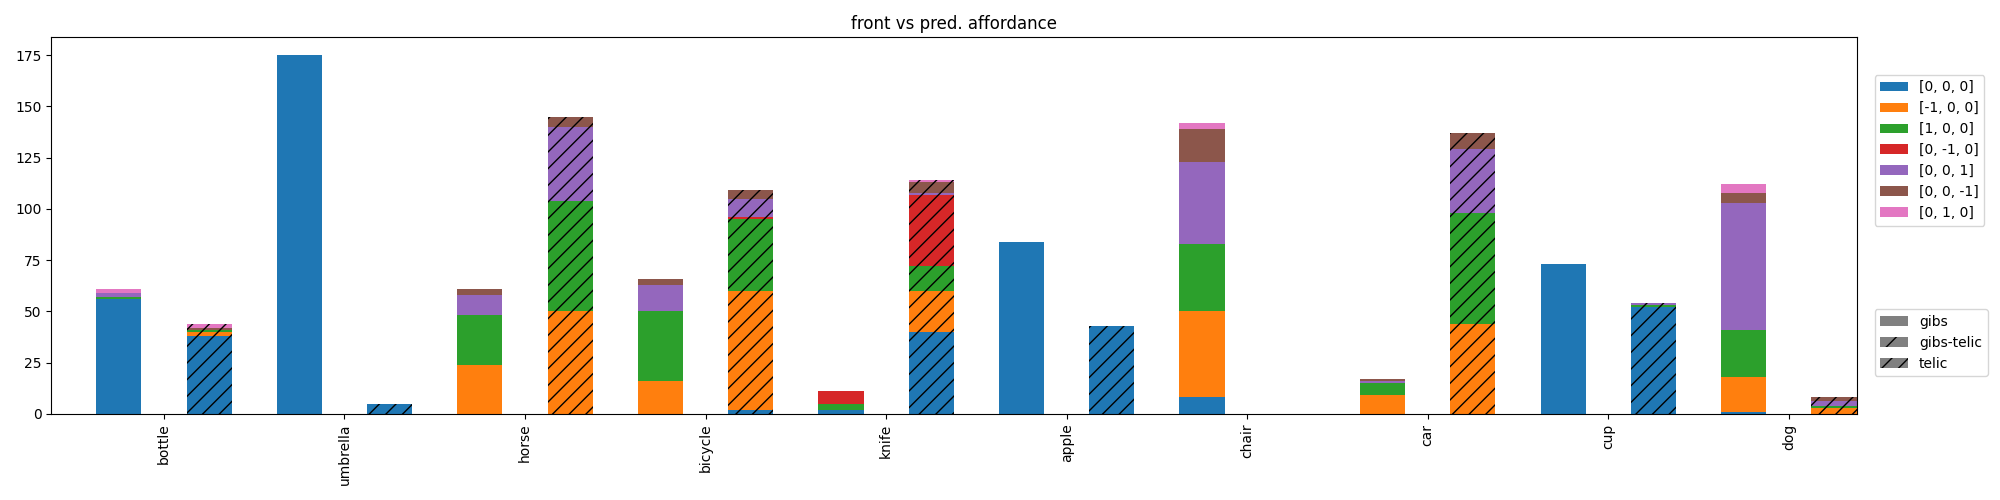 front vs pred. affordance
175
150
125
100
75
50
25
0
bottle
umbrella
horse
bicycle
knife
apple
chair
car
cup
dog
[0, 0, 0]
[-1, 0, 0]
[1, 0, 0]
[0, -1, 0]
[0, 0, 1]
[0, 0, -1]
[0, 1, 0]
gibs
gibs-telic
telic